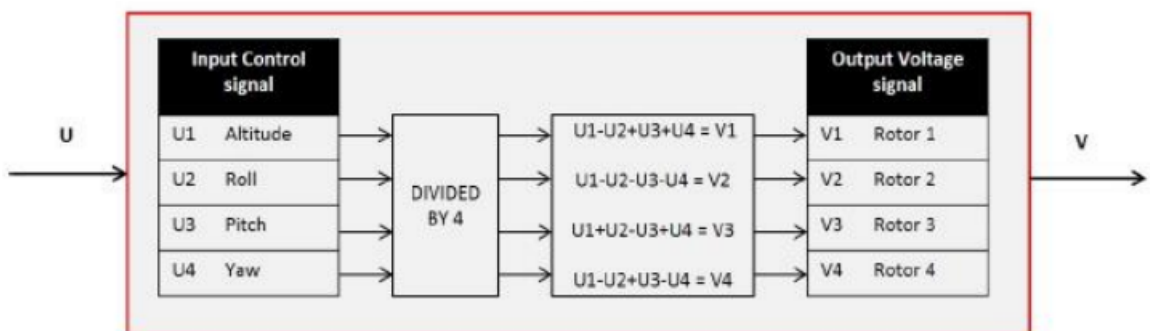 Input Control
signal
Output Voltage
signal
U
U1 Altitude
U2 Roll
U3 Pitch
U4 Yaw
DIVIDED
BY 4
U1-U2+U3+U4 = V1
U1-U2-U3-U4 = V2
U1+U2-U3+U4 = V3
U1-U2+U3-U4 = V4
V1 Rotor 1
V2 Rotor 2
V3 Rotor 3
V4 Rotor 4
V